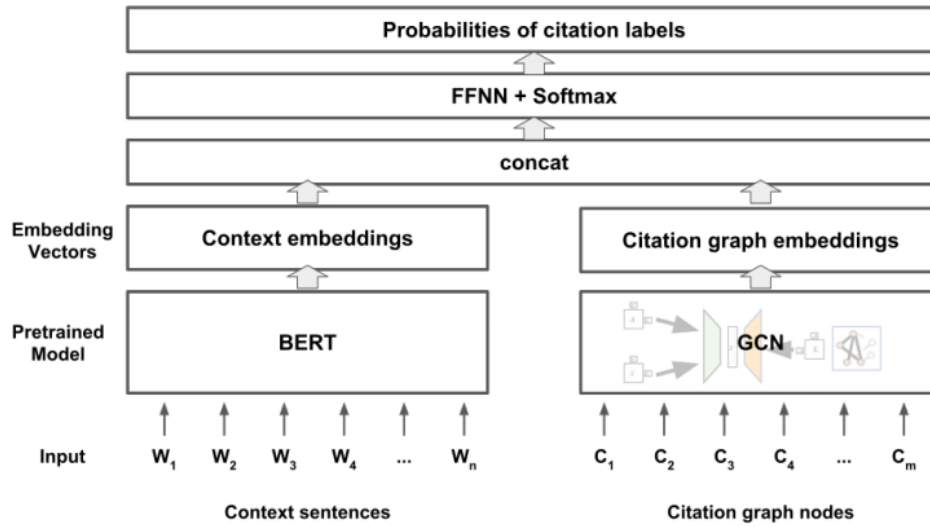 Probabilities of citation labels
FFNN + Softmax
concat
Embedding
Vectors
Context embeddings
Citation graph embeddings
Pretrained
Model
BERT
GCN
Input
W1 W2 W3 W4 ... Wn
C1 C2 C3 C4 ... Cm
Context sentences
Citation graph nodes